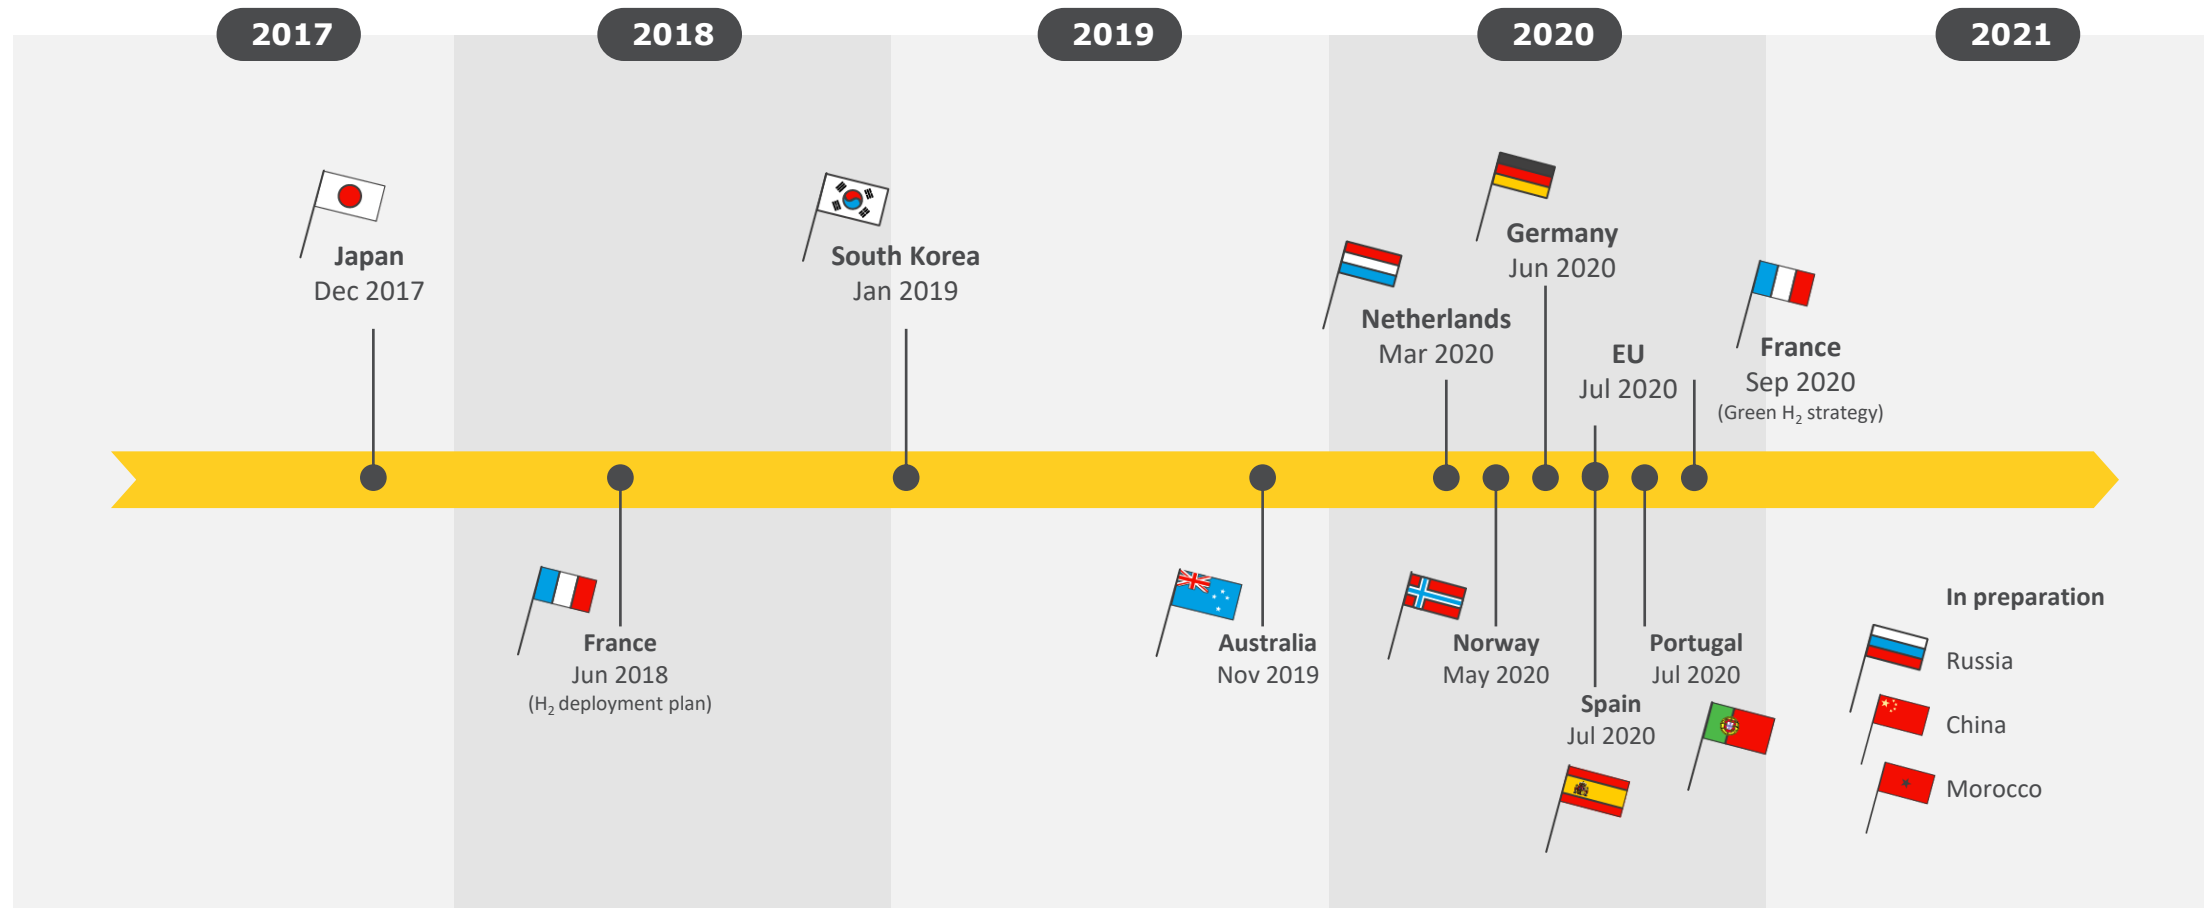 2017
2018
2019
2020
2021
Japan
Dec 2017
South Korea
Jan 2019
Netherlands
Mar 2020
Germany
Jun 2020
EU
Jul 2020
France
Sep 2020
(Green H₂ strategy)
France
Jun 2018
(H₂ deployment plan)
Australia
Nov 2019
Norway
May 2020
Spain
Jul 2020
Portugal
Jul 2020
In preparation
Russia
China
Morocco